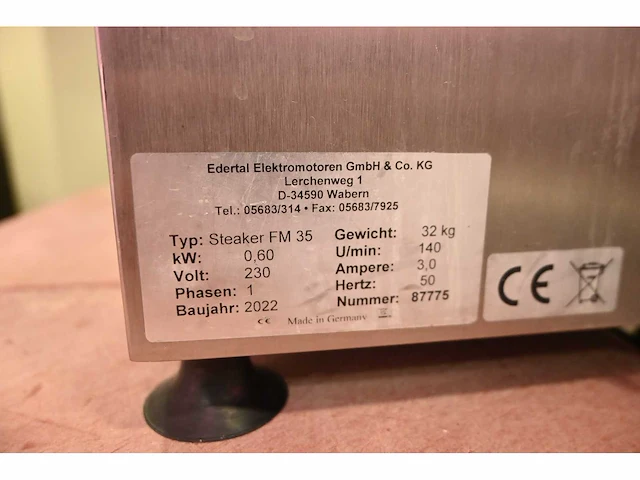 Edertal Elektromotoren GmbH & Co. KG
Lerchenweg 1
D-34590 Wabern
Tel.: 05683/314 • Fax: 05683/7925
Typ: Steaker FM 35 Gewicht: 32 kg
kW: 0,60 U/min: 140
Volt: 230 Ampere: 3,0
Phasen: 1 Hertz: 50
Baujahr: 2022 Nummer: 87775
CE Made in Germany
CE